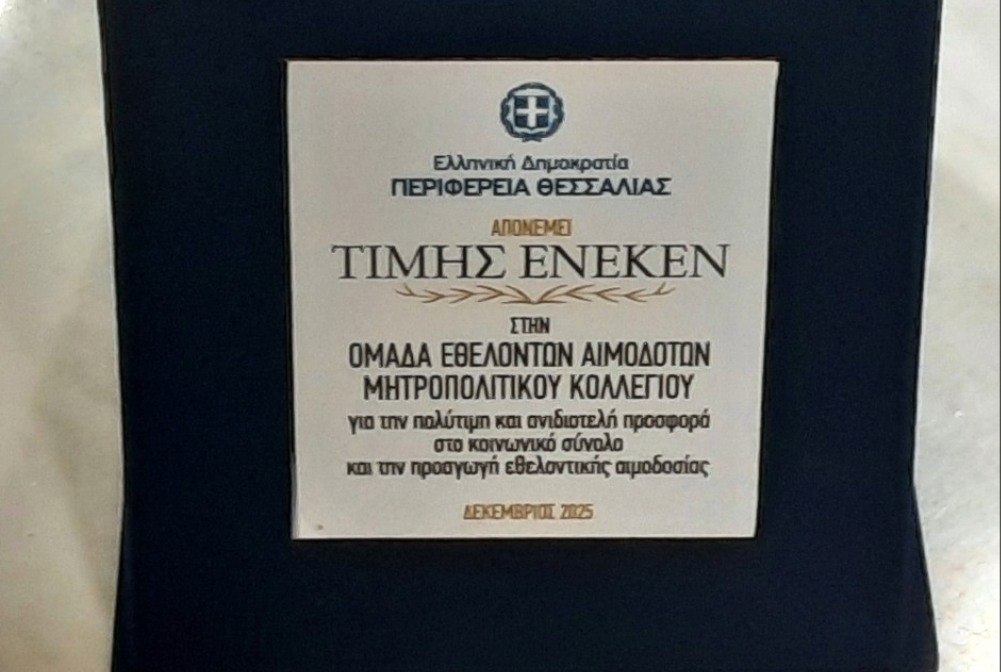 Ελληνική Δημοκρατία
ΠΕΡΙΦΕΡΕΙΑ ΘΕΣΣΑΛΙΑΣ
ΑΠΟΝΕΜΕΙ
ΤΙΜΗΣ ΕΝΕΚΕΝ
ΣΤΗΝ
ΟΜΑΔΑ ΕΘΕΛΟΝΤΩΝ ΑΙΜΟΔΟΤΩΝ
ΜΗΤΡΟΠΟΛΙΤΙΚΟΥ ΚΟΛΛΕΓΙΟΥ
για την πολύτιμη και ανιδιοτελή προσφορά
στο κοινωνικό σύνολο
και την προαγωγή εθελοντικής αιμοδοσίας
ΔΕΚΕΜΒΡΙΟΣ 2025